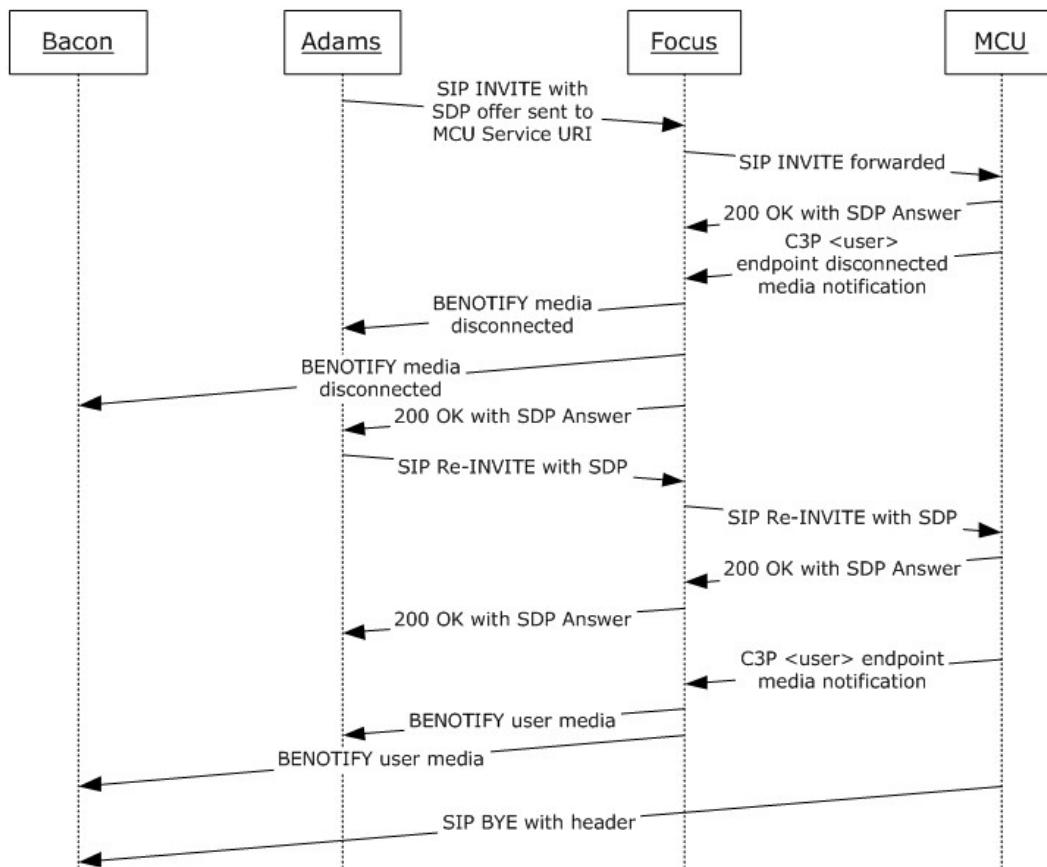 Bacon
Adams
Focus
MCU
SIP INVITE with
SDP offer sent to
MCU Service URI
SIP INVITE forwarded
200 OK with SDP Answer
C3P <user>
endpoint disconnected
media notification
BENOTIFY media
disconnected
BENOTIFY media
disconnected
200 OK with SDP Answer
SIP Re-INVITE with SDP
SIP Re-INVITE with SDP
200 OK with SDP Answer
200 OK with SDP Answer
C3P <user> endpoint
media notification
BENOTIFY user media
BENOTIFY user media
SIP BYE with header